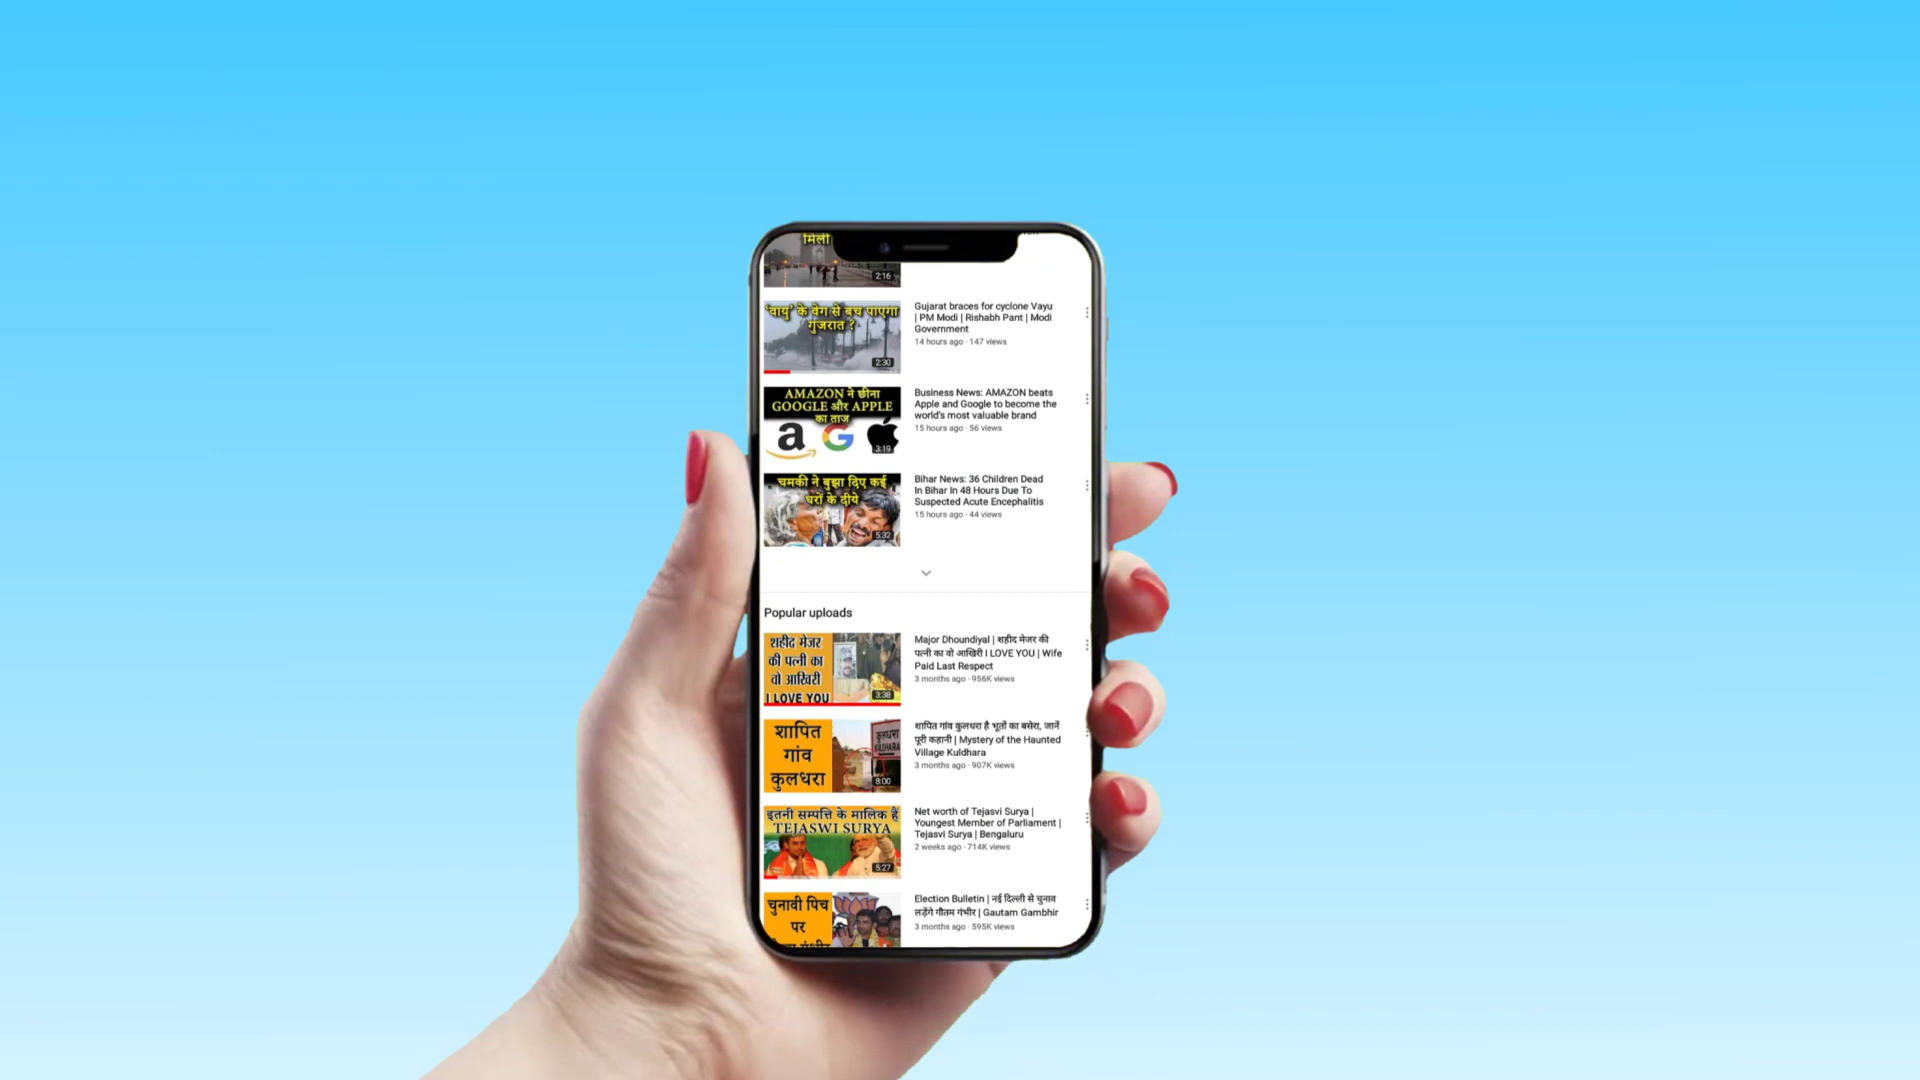 मिली
2:16
'वायु' के वेग से बच पाएगा
गुजरात ?
2:30
Gujarat braces for cyclone Vayu
| PM Modi | Rishabh Pant | Modi
Government
14 hours ago · 147 views
AMAZON ने छीना
GOOGLE और APPLE
का ताज
a
G
3:19
Business News: AMAZON beats
Apple and Google to become the
world's most valuable brand
15 hours ago · 56 views
चमकी ने बुझा दिए कई
घरों के दीये
5:32
Bihar News: 36 Children Dead
In Bihar In 48 Hours Due To
Suspected Acute Encephalitis
15 hours ago · 44 views
Popular uploads
शहीद मेजर
की पत्नी का
वो आखिरी
I LOVE YOU
3:38
Major Dhoundiyal | शहीद मेजर की
पत्नी का वो आखिरी I LOVE YOU | Wife
Paid Last Respect
3 months ago · 956K views
शापित
गांव
कुलधरा
कुलधरा
KULDHARA
8:00
शापित गांव कुलधरा है भूतों का बसेरा, जानें
पूरी कहानी | Mystery of the Haunted
Village Kuldhara
3 months ago · 907K views
इतनी सम्पत्ति के मालिक हैं
TEJASWI SURYA
5:27
Net worth of Tejasvi Surya |
Youngest Member of Parliament |
Tejasvi Surya | Bengaluru
2 weeks ago · 714K views
चुनावी पिच
पर
Election Bulletin | नई दिल्ली से चुनाव
लड़ेंगे गौतम गंभीर | Gautam Gambhir
3 months ago · 595K views